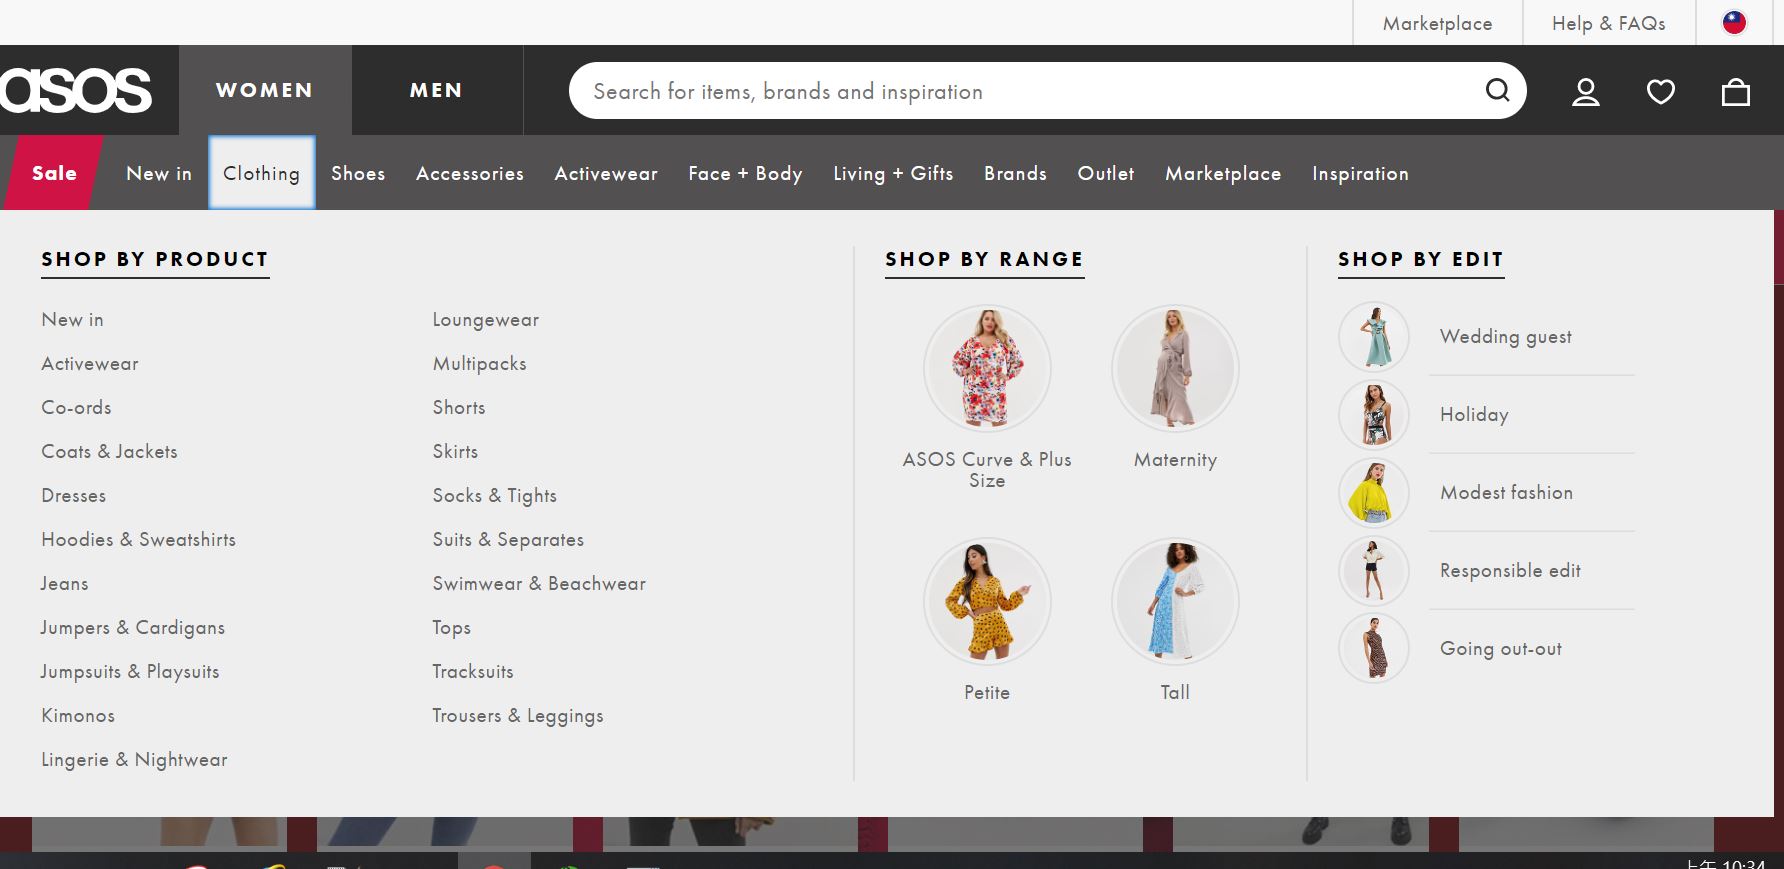 Marketplace
Help & FAQs
asos
WOMEN
MEN
Search for items, brands and inspiration
Sale
New in
Clothing
Shoes
Accessories
Activewear
Face + Body
Living + Gifts
Brands
Outlet
Marketplace
Inspiration
SHOP BY PRODUCT
New in
Activewear
Co-ords
Coats & Jackets
Dresses
Hoodies & Sweatshirts
Jeans
Jumpers & Cardigans
Jumpsuits & Playsuits
Kimonos
Lingerie & Nightwear
Loungewear
Multipacks
Shorts
Skirts
Socks & Tights
Suits & Separates
Swimwear & Beachwear
Tops
Tracksuits
Trousers & Leggings
SHOP BY RANGE
ASOS Curve & Plus
Size
Maternity
Petite
Tall
SHOP BY EDIT
Wedding guest
Holiday
Modest fashion
Responsible edit
Going out-out
上午 10:34